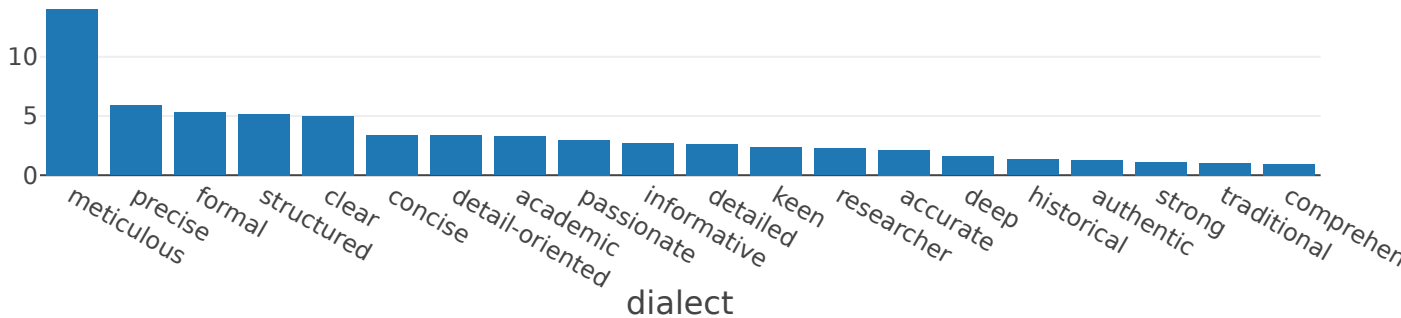 10
5
0
meticulous
precise
formal
structured
clear
concise
detail-oriented
academic
passionate
informative
detailed
keen
researcher
accurate
deep
historical
authentic
strong
traditional
comprehen
dialect